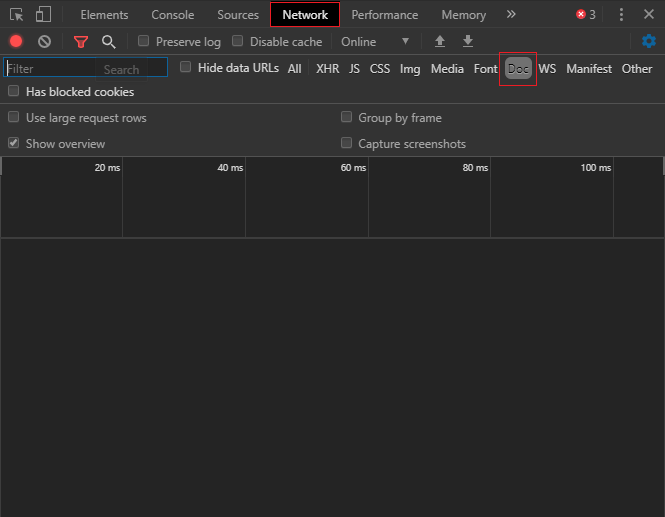 Elements Console Sources Network Performance Memory » 3
Preserve log Disable cache Online
Filter Search Hide data URLs All XHR JS CSS Img Media Font Doc WS Manifest Other
Has blocked cookies
Use large request rows Group by frame
Show overview Capture screenshots
20 ms 40 ms 60 ms 80 ms 100 ms